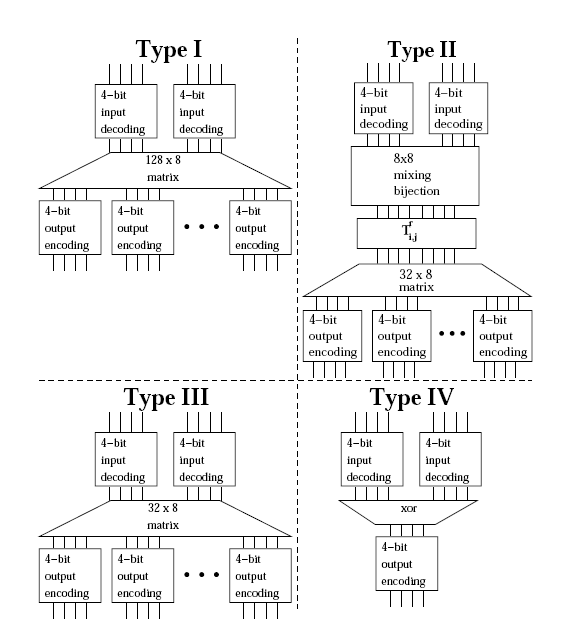 Type I
4–bit
input
decoding
4–bit
input
decoding
128 x 8
matrix
4–bit
output
encoding
4–bit
output
encoding
• • •
4–bit
output
encoding
Type II
4–bit
input
decoding
4–bit
input
decoding
8x8
mixing
bijection
T^r_{i,j}
32 x 8
matrix
4–bit
output
encoding
4–bit
output
encoding
• • •
4–bit
output
encoding
Type III
4–bit
input
decoding
4–bit
input
decoding
32 x 8
matrix
4–bit
output
encoding
4–bit
output
encoding
• • •
4–bit
output
encoding
Type IV
4–bit
input
decoding
4–bit
input
decoding
xor
4–bit
output
encoding